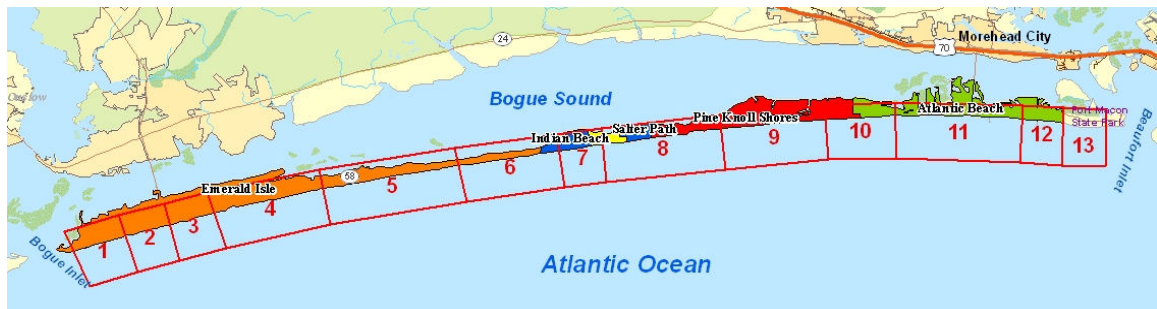 Morehead City
24
70
Onslow
Bogue Sound
Atlantic Beach
Fort Macon
State Park
Pine Knoll Shores
Salter Path
Indian Beach
Beaufort Inlet
Emerald Isle
58
1
2
3
4
5
6
7
8
9
10
11
12
13
Bogue Inlet
Atlantic Ocean